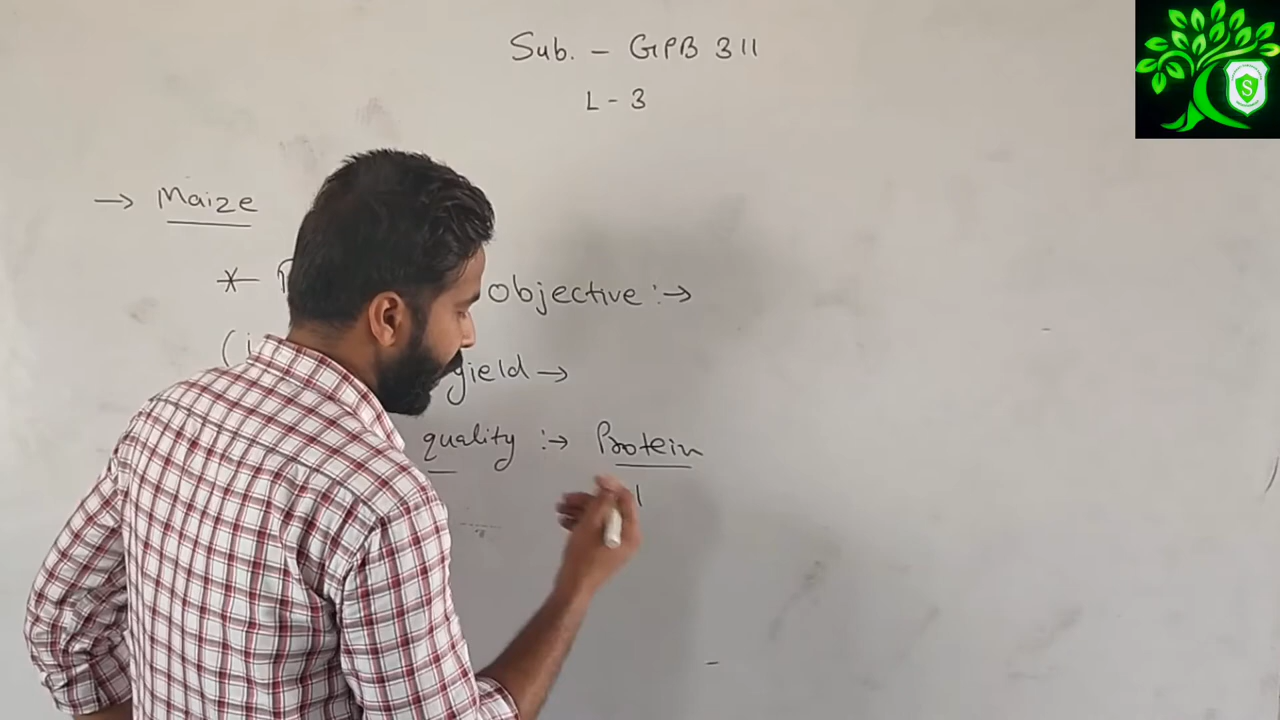 Sub. - GPB 311
L - 3
→ Maize
* objective :→
(i yield →
quality :→ Protein
S